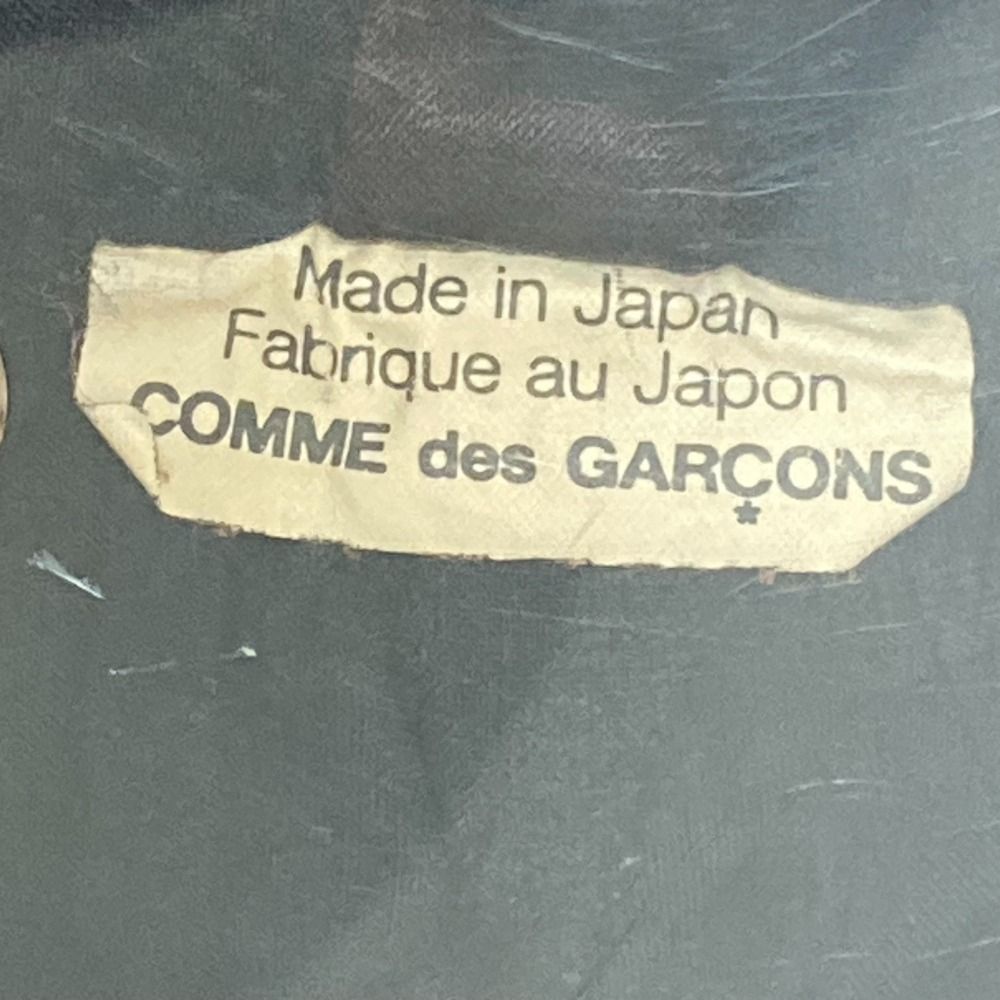 Made in Japan
Fabrique au Japon
COMME des GARÇONS
*